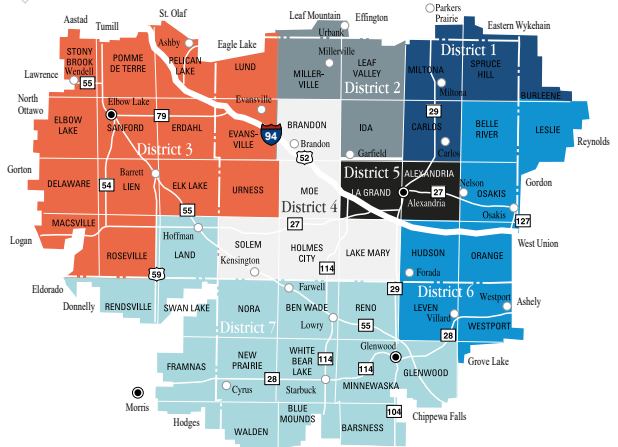 Parkers
Prairie
Leaf Mountain
Effington
St. Olaf
Aastad
Tumill
Urbank
Eastern Wykehain
Ashby
Eagle Lake
District 1
STONY
BROOK
Wendell
POMME
DE TERRE
PELICAN
LAKE
LUND
Millerville
MILLER-
VILLE
LEAF
VALLEY
MILTONA
SPRUCE
HILL
Lawrence
55
District 2
Miltona
BURLEENE
North
Ottawo
Elbow Lake
Evansville
29
ELBOW
LAKE
SANFORD
79
ERDAHL
EVANS-
VILLE
94
BRANDON
IDA
CARLOS
BELLE
RIVER
LESLIE
Reynolds
District 3
Brandon
52
Garfield
Carlos
Gorton
Barrett
District 5
ALEXANDRIA
Nelson
Gordon
DELAWARE
54
LIEN
ELK LAKE
URNESS
MOE
LA GRAND
27
OSAKIS
Alexandria
55
District 4
Osakis
127
MACSVILLE
27
Logan
Hoffman
West Union
ROSEVILLE
LAND
SOLEM
HOLMES
CITY
LAKE MARY
HUDSON
ORANGE
Kensington
114
59
Forada
Eldorado
Farwell
29
District 6
Donnelly
RENDSVILLE
SWAN LAKE
NORA
BEN WADE
RENO
LEVEN
Westport
Ashely
District 7
Lowry
55
Villard
WESTPORT
28
Glenwood
FRAMNAS
NEW
PRAIRIE
WHITE
BEAR
LAKE
114
114
GLENWOOD
Grove Lake
28
MINNEWASKA
Cyrus
Starbuck
Morris
Hodges
BLUE
MOUNDS
104
Chippewa Falls
WALDEN
BARSNESS